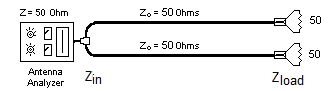 Z = 50 Ohm
Zo = 50 Ohms
50
Zo = 50 Ohms
50
Antenna
Analyzer
Zin
Zload